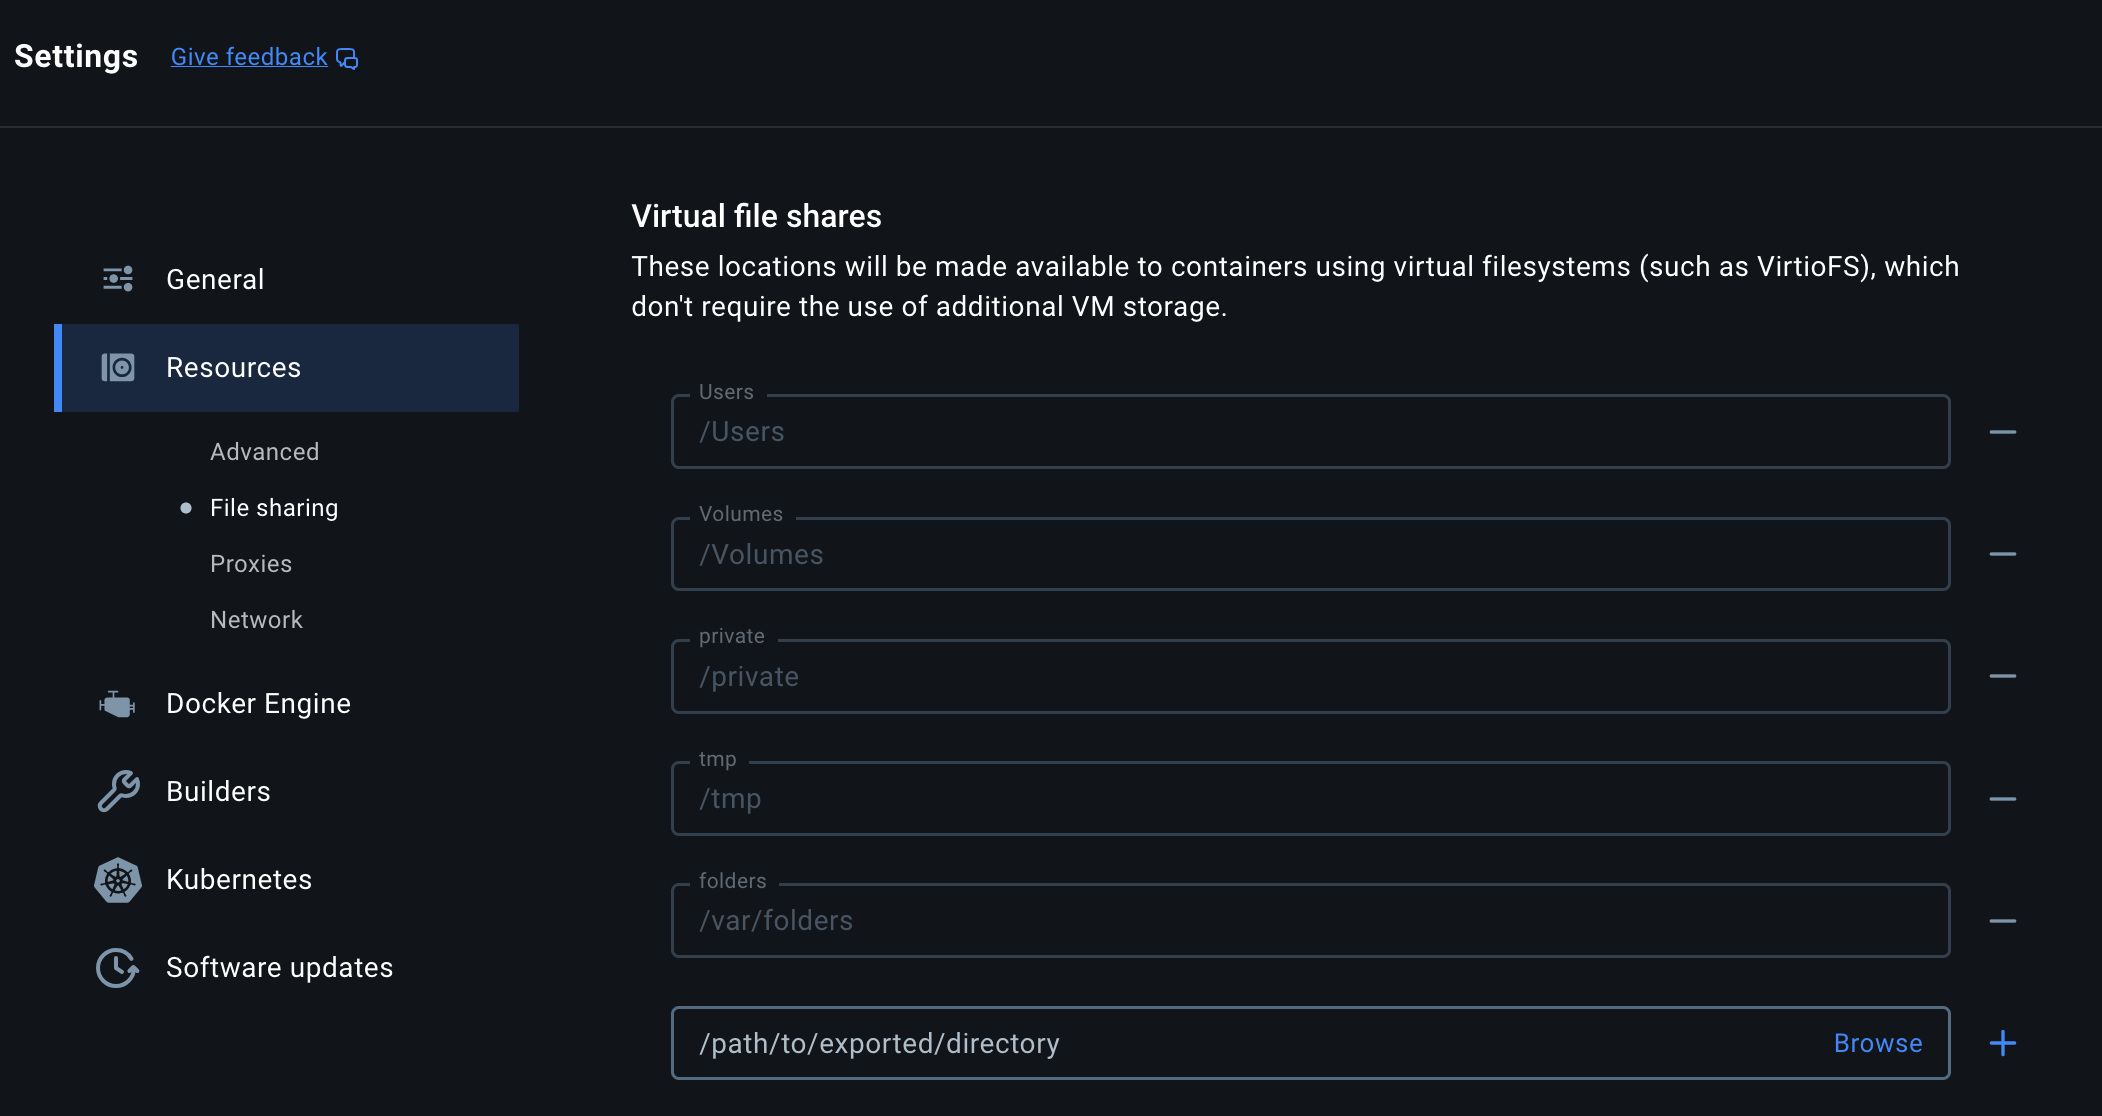 Settings
Give feedback
General
Resources
Advanced
File sharing
Proxies
Network
Docker Engine
Builders
Kubernetes
Software updates
Virtual file shares
These locations will be made available to containers using virtual filesystems (such as VirtioFS), which
don't require the use of additional VM storage.
Users
/Users
Volumes
/Volumes
private
/private
tmp
/tmp
folders
/var/folders
/path/to/exported/directory
Browse